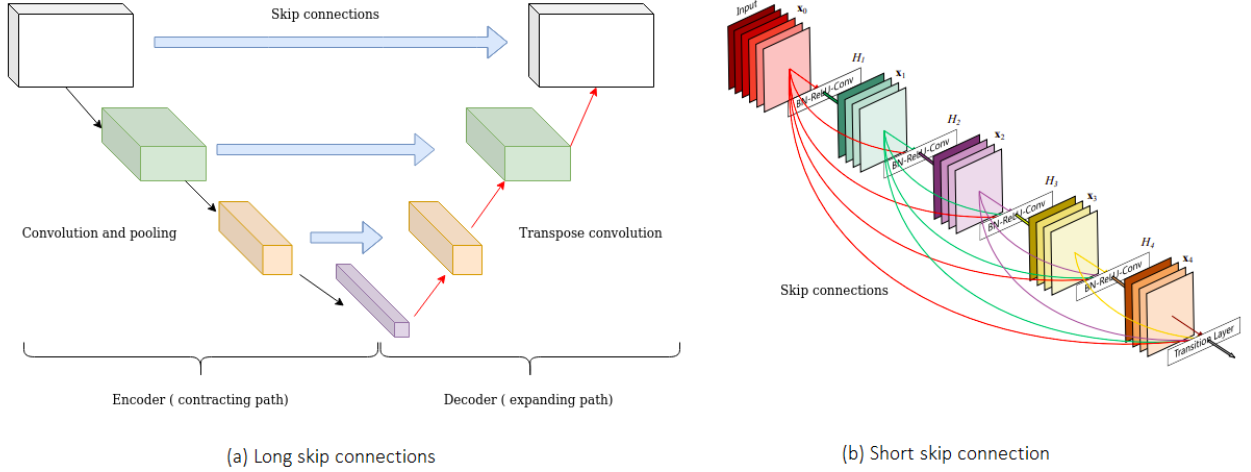 Skip connections
Convolution and pooling
Transpose convolution
Encoder ( contracting path)
Decoder ( expanding path)
(a) Long skip connections
Input
x0
H1
BN-ReLU-Conv
x1
H2
BN-ReLU-Conv
x2
H3
BN-ReLU-Conv
x3
H4
BN-ReLU-Conv
x4
Skip connections
Transition Layer
(b) Short skip connection